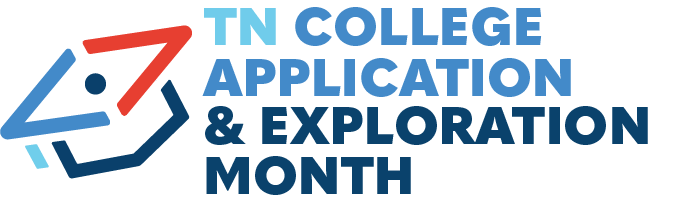 TN COLLEGE
APPLICATION
& EXPLORATION
MONTH